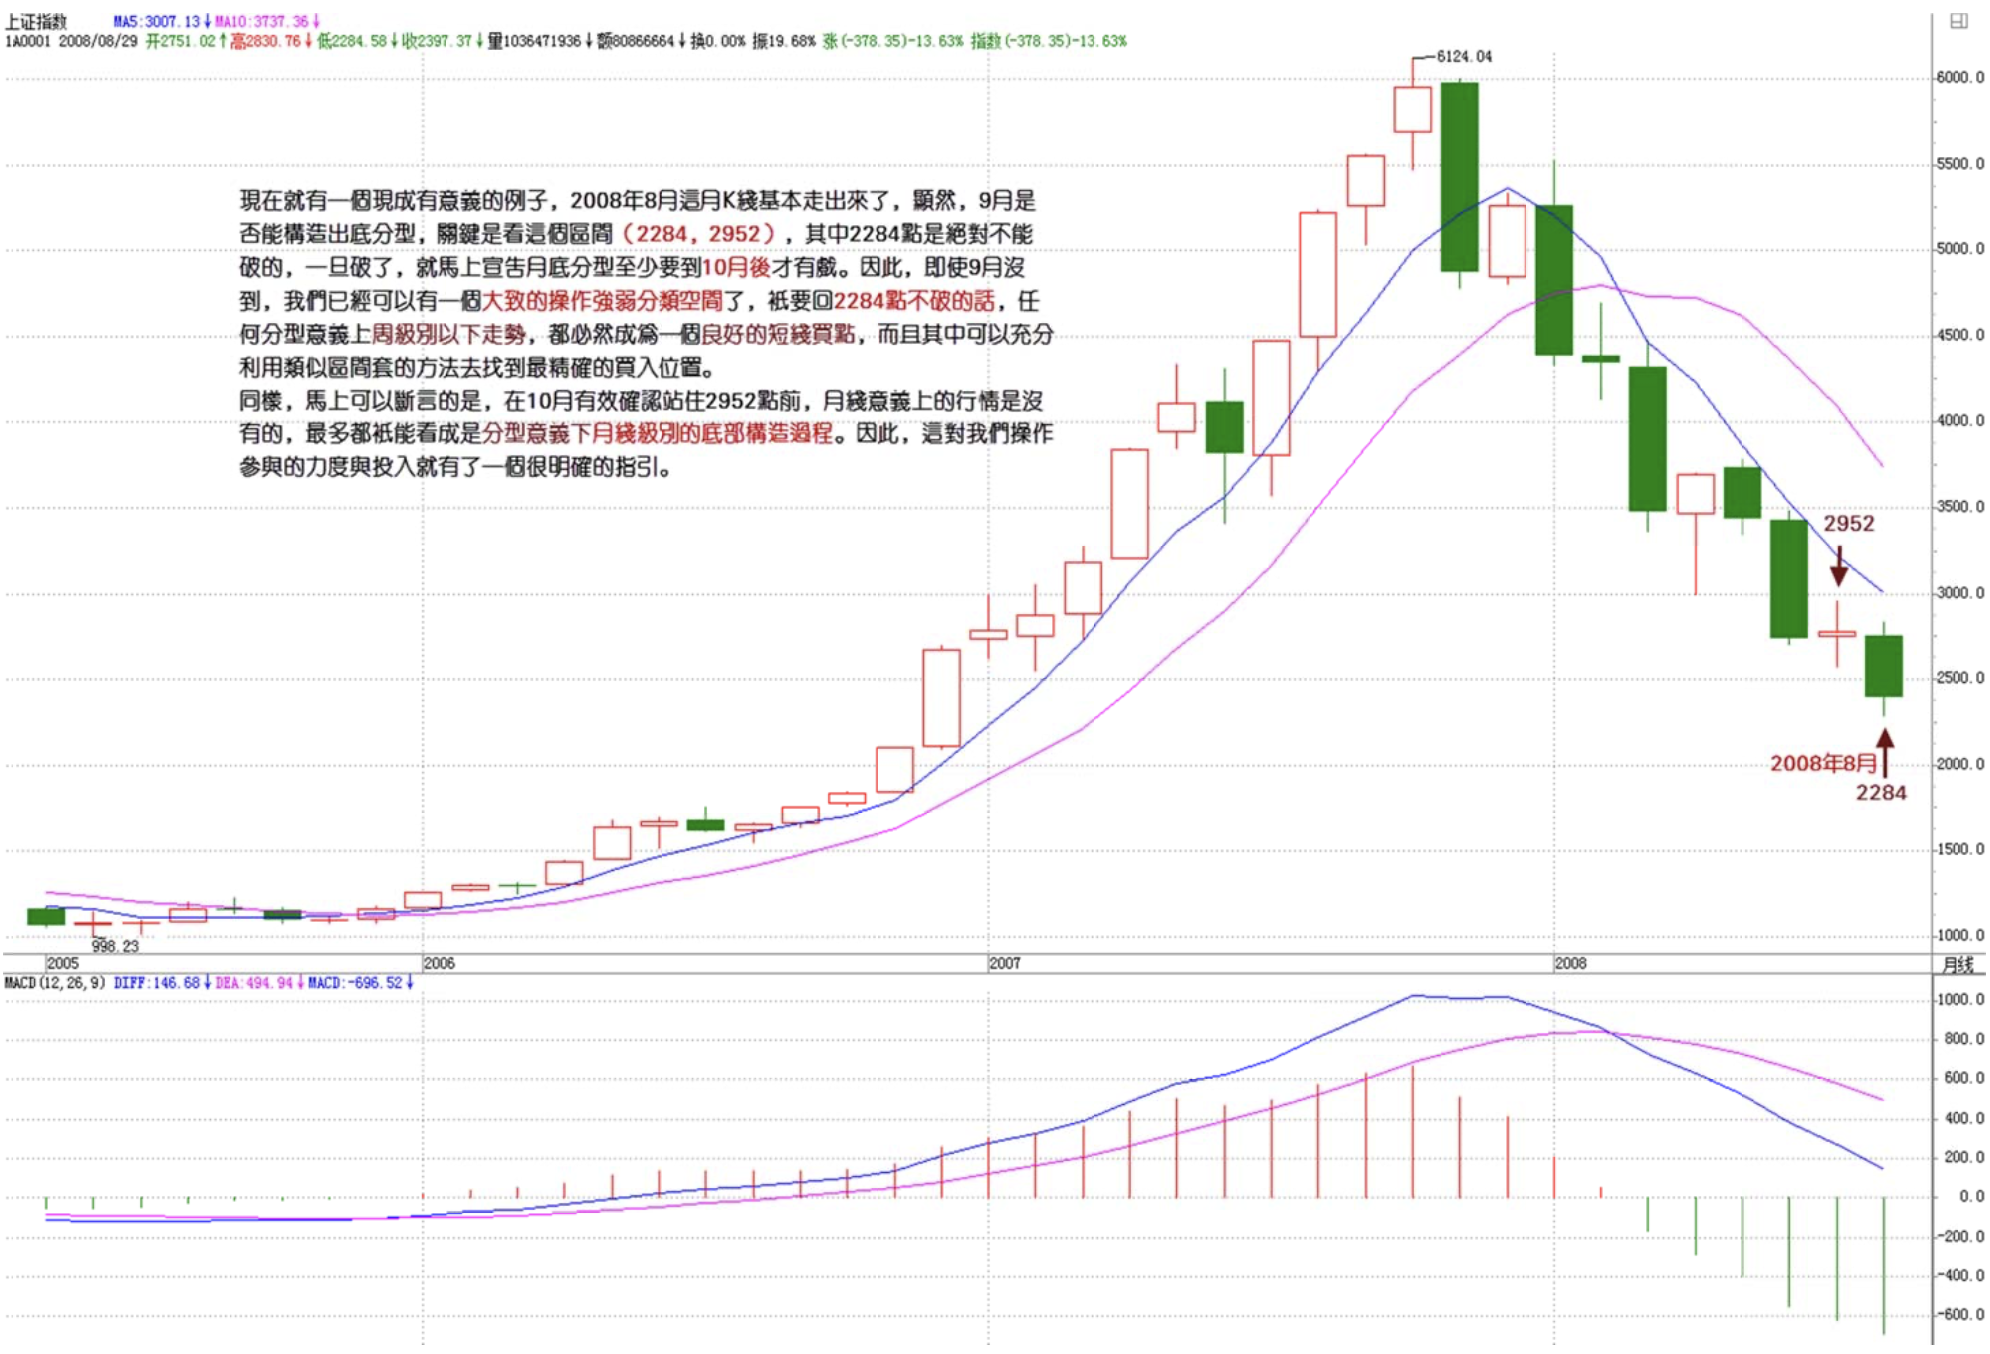 上证指数 MA5:3007.13↓MA10:3737.36↓
1A0001 2008/08/29 开2751.02↑高2830.76↓低2284.58↓收2397.37↓量1036471936↓额80866664↓换0.00% 振19.68% 涨(-378.35)-13.63% 指数(-378.35)-13.63%
6124.04
6000.0
5500.0
現在就有一個現成有意義的例子，2008年8月這月K綫基本走出來了，顯然，9月是
否能構造出底分型，關鍵是看這個區間（2284，2952），其中2284點是絕對不能
破的，一旦破了，就馬上宣告月底分型至少要到10月後才有戲。因此，即使9月沒
到，我們已經可以有一個大致的操作強弱分類空間了，衹要回2284點不破的話，任
何分型意義上周級別以下走勢，都必然成爲一個良好的短綫買點，而且其中可以充分
利用類似區間套的方法去找到最精確的買入位置。
同樣，馬上可以斷言的是，在10月有效確認站住2952點前，月綫意義上的行情是沒
有的，最多都衹能看成是分型意義下月綫級別的底部構造過程。因此，這對我們操作
參與的力度與投入就有了一個很明確的指引。
5000.0
4500.0
4000.0
3500.0
2952
3000.0
2500.0
2000.0
2008年8月
2284
1500.0
1000.0
998.23
2005 2006 2007 2008 月线
MACD(12,26,9) DIFF:146.68↓DEA:494.94↓MACD:-696.52↓
1000.0
800.0
600.0
400.0
200.0
0.0
-200.0
-400.0
-600.0